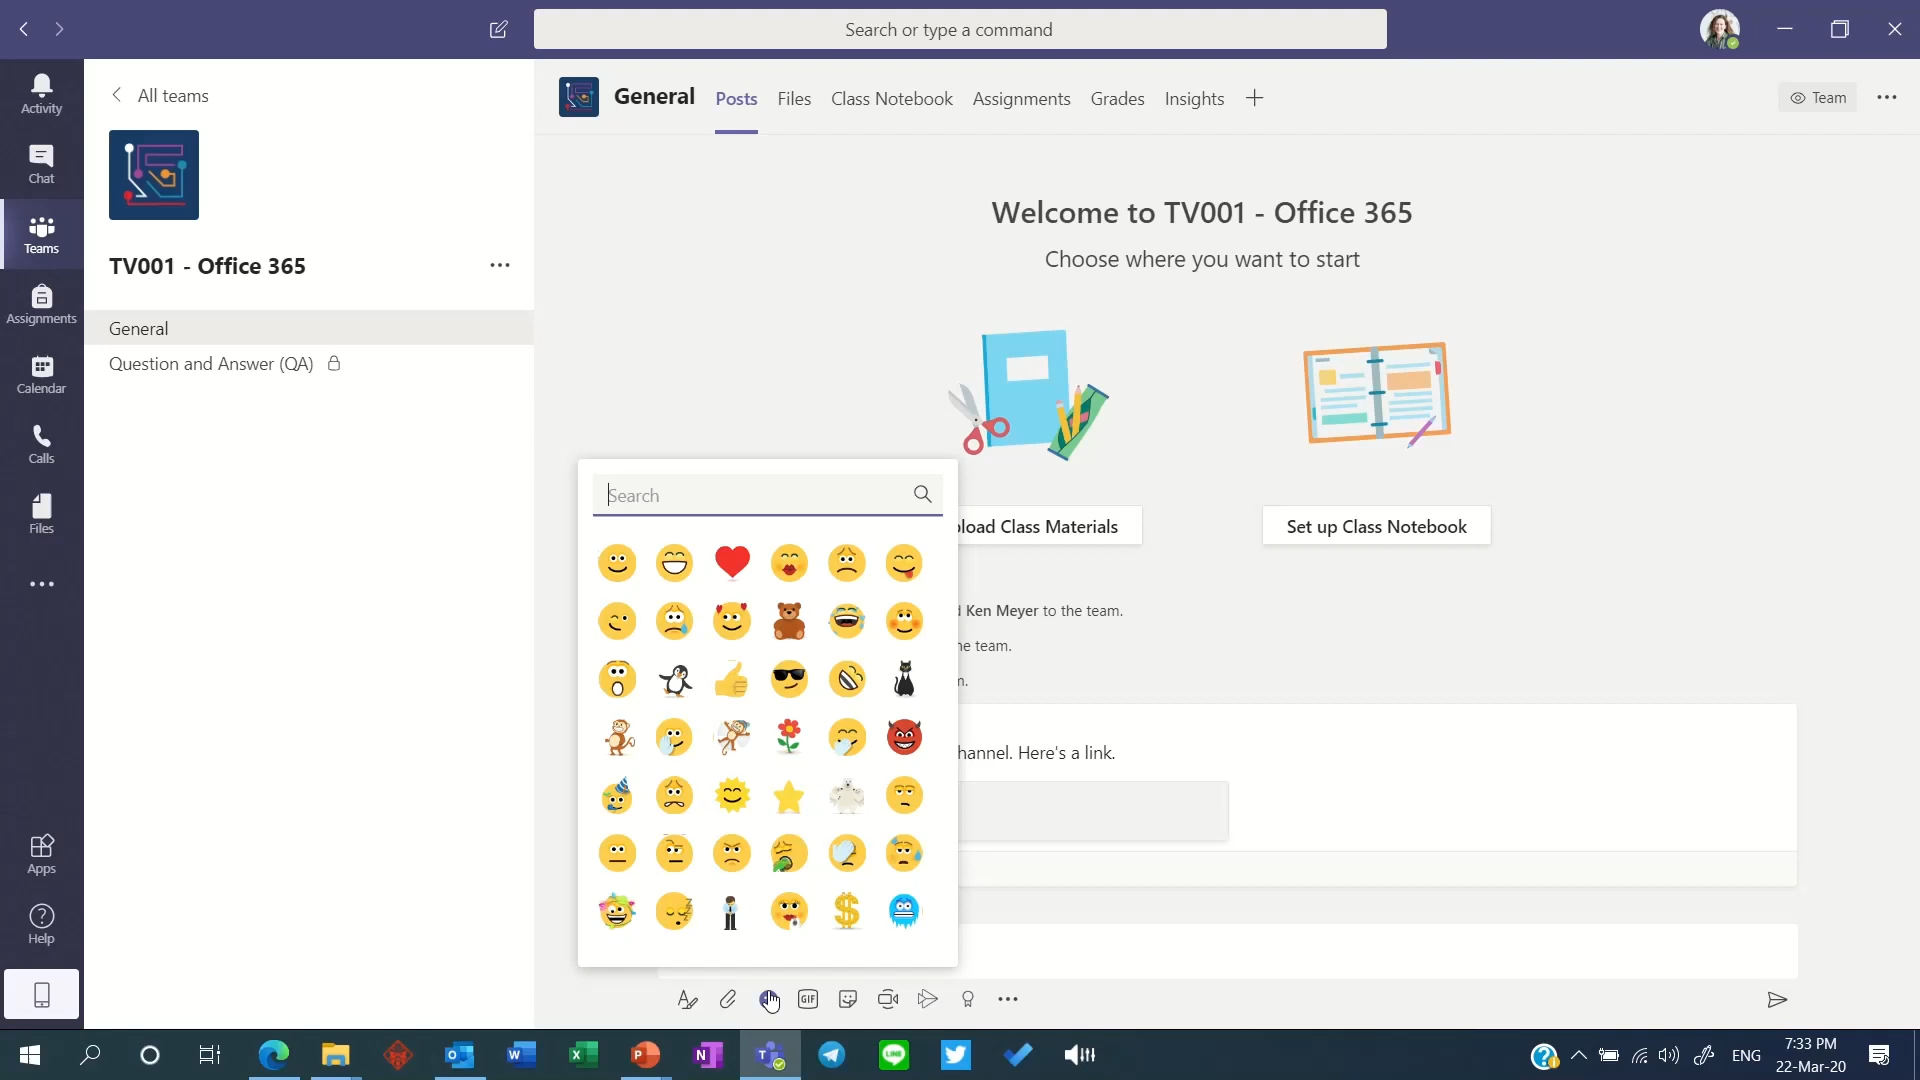 Search or type a command
Activity
Chat
Teams
Assignments
Calendar
Calls
Files
Apps
Help
All teams
TV001 - Office 365
General
Question and Answer (QA)
General
Posts
Files
Class Notebook
Assignments
Grades
Insights
Team
Welcome to TV001 - Office 365
Choose where you want to start
Class Materials
Set up Class Notebook
Ken Meyer to the team.
team.
Here's a link.
Search
GIF
ENG
7:33 PM
22-Mar-20